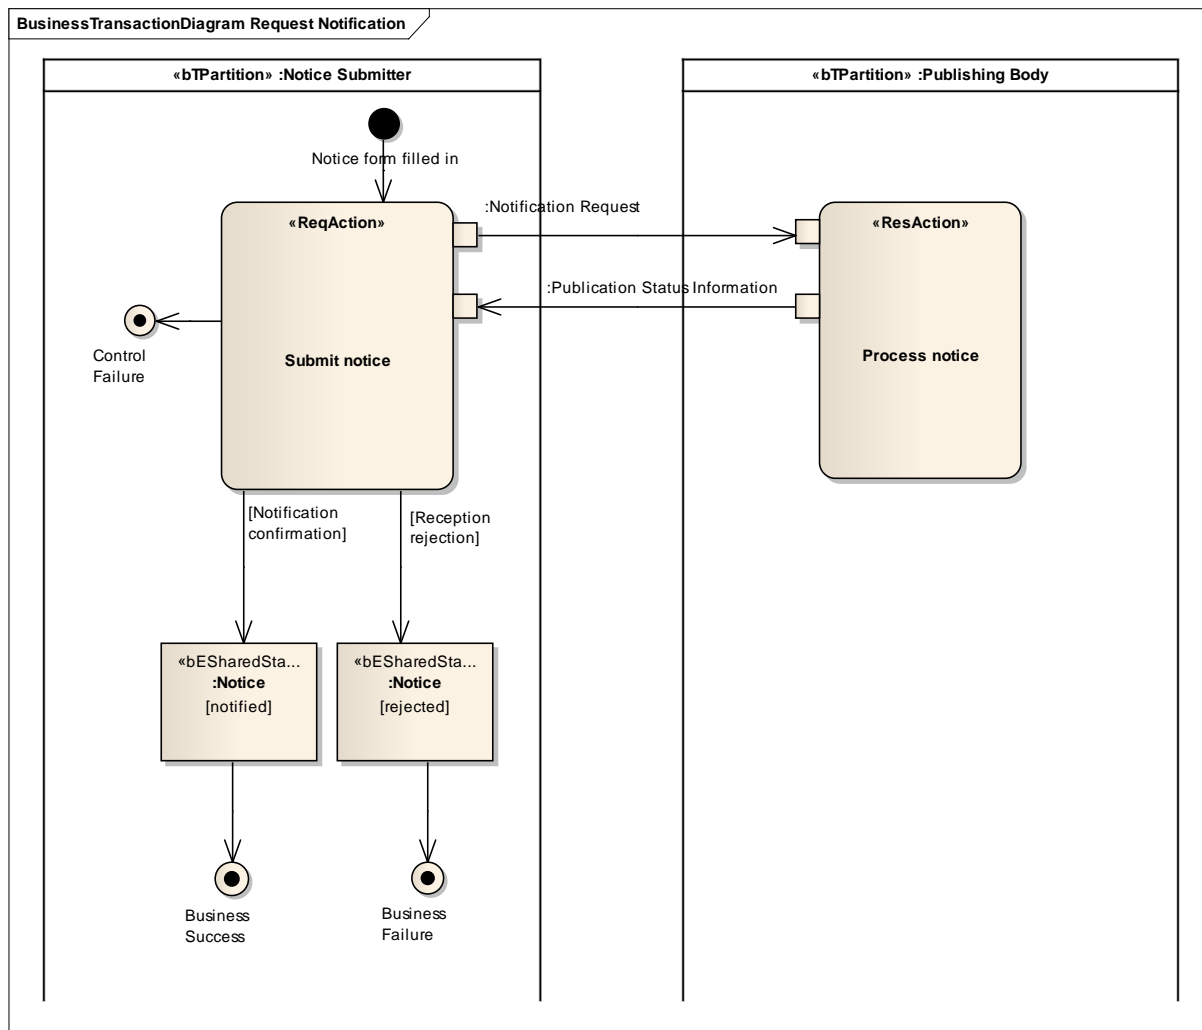 BusinessTransactionDiagram Request Notification
«bTPartition» :Notice Submitter
«bTPartition» :Publishing Body
Notice form filled in
«ReqAction»
Submit notice
:Notification Request
:Publication Status Information
«ResAction»
Process notice
Control
Failure
[Notification
confirmation]
[Reception
rejection]
«bESharedSta...
:Notice
[notified]
«bESharedSta...
:Notice
[rejected]
Business
Success
Business
Failure